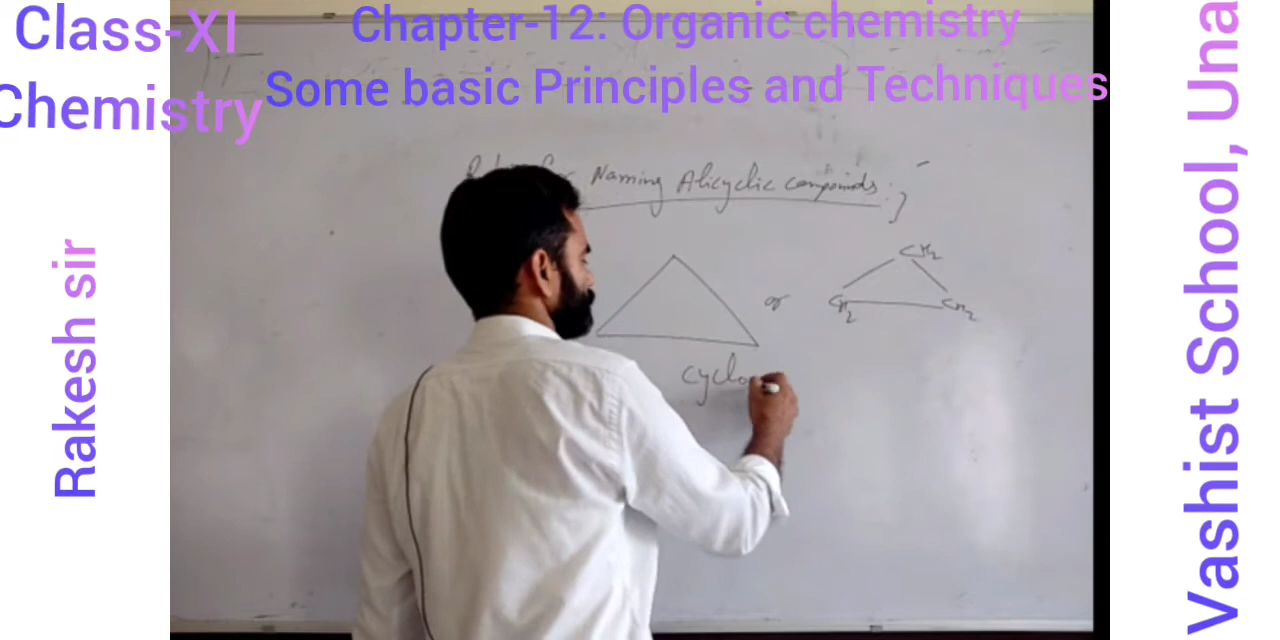 Class-XI
Chemistry
Chapter-12: Organic chemistry
Some basic Principles and Techniques
Rakesh sir
Vashist School, Una
Naming Alicyclic compounds :-
or
CH2
CH2
CH2
cyclo